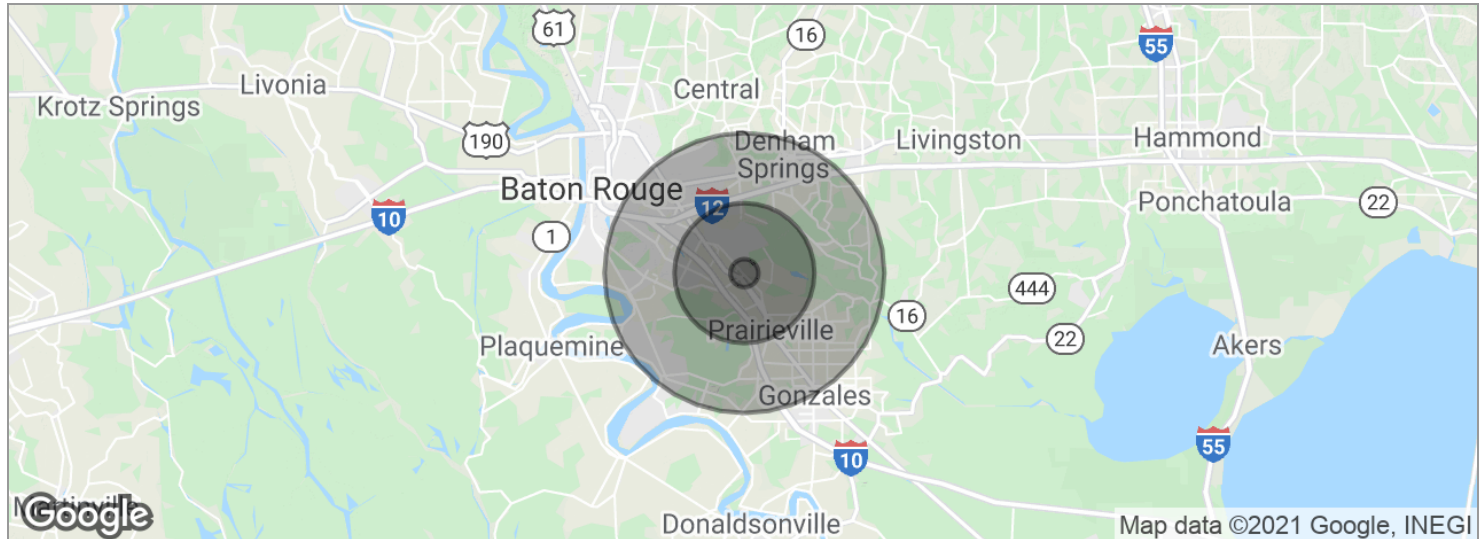 61
16
55
Livonia
Central
Krotz Springs
190
Denham
Springs
Livingston
Hammond
Baton Rouge
12
10
Ponchatoula
22
1
444
16
Prairieville
22
Plaquemine
Akers
Gonzales
55
10
Google
Donaldsonville
Map data ©2021 Google, INEGI